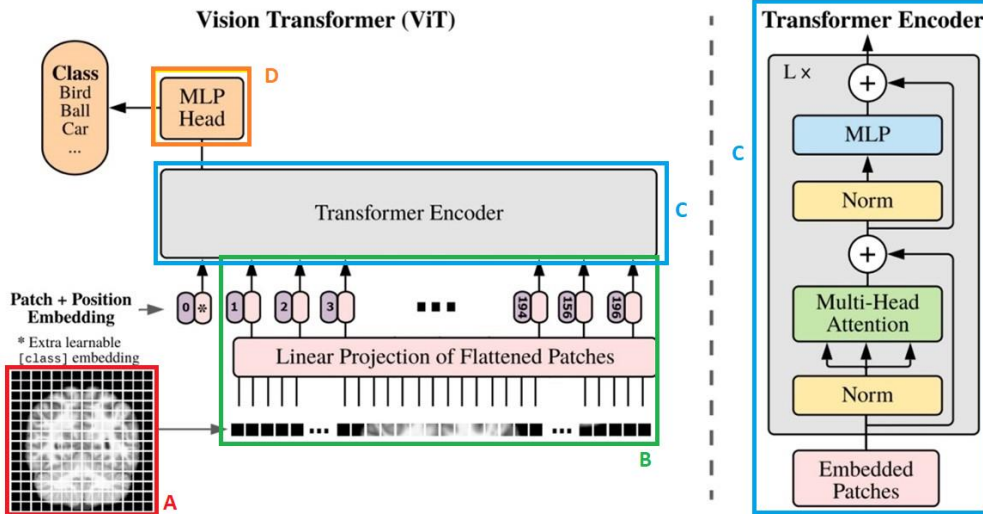 Vision Transformer (ViT)
Class
Bird
Ball
Car
...
MLP
Head
D
Transformer Encoder
C
Patch + Position
Embedding
0
*
1
2
3
...
194
156
196
* Extra learnable
[class] embedding
Linear Projection of Flattened Patches
...
...
A
B
Transformer Encoder
L ×
+
MLP
Norm
+
Multi-Head
Attention
Norm
Embedded
Patches
C